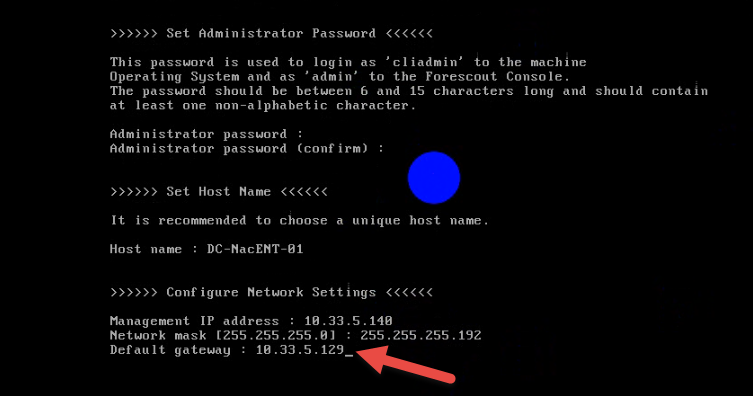 >>>>>> Set Administrator Password <<<<<<
This password is used to login as 'cliadmin' to the machine
Operating System and as 'admin' to the Forescout Console.
The password should be between 6 and 15 characters long and should contain
at least one non-alphabetic character.
Administrator password :
Administrator password (confirm) :
>>>>>> Set Host Name <<<<<<
It is recommended to choose a unique host name.
Host name : DC-NacENT-01
>>>>>> Configure Network Settings <<<<<<
Management IP address : 10.33.5.140
Network mask [255.255.255.0] : 255.255.255.192
Default gateway : 10.33.5.129_